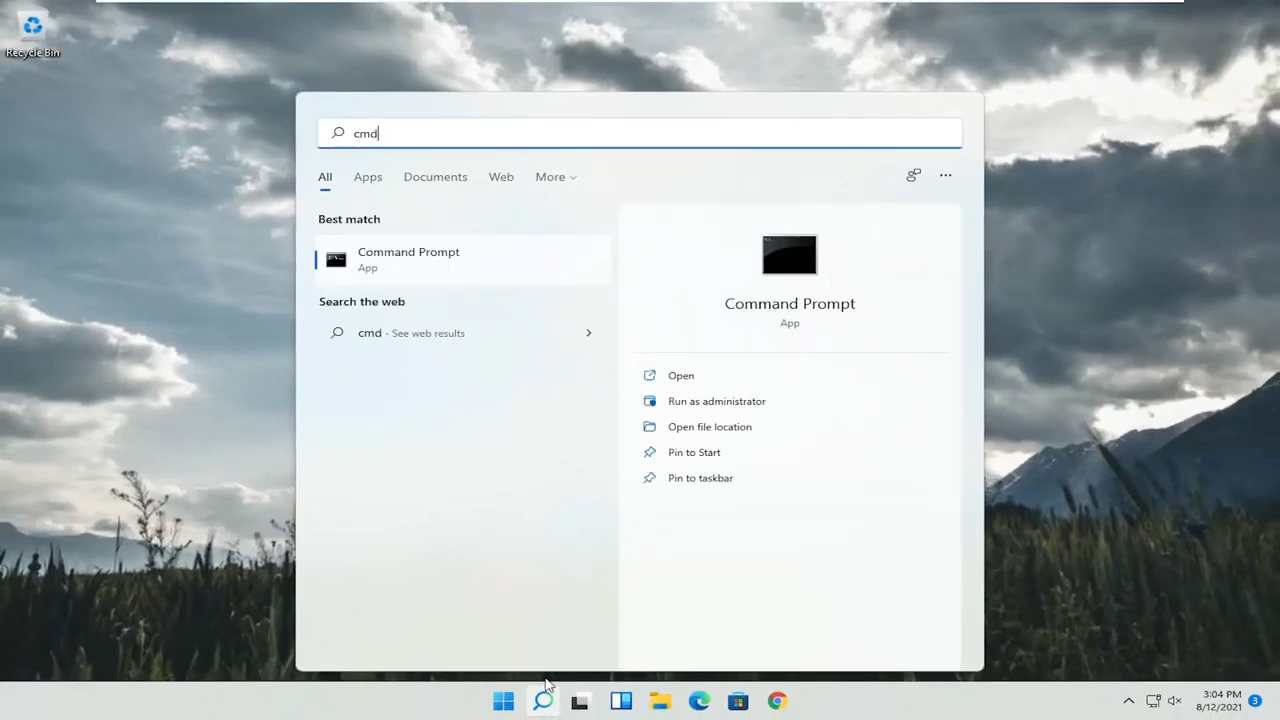 Recycle Bin
cmd
All Apps Documents Web More
Best match
Command Prompt
App
Search the web
cmd - See web results
Command Prompt
App
Open
Run as administrator
Open file location
Pin to Start
Pin to taskbar
3:04 PM
8/12/2021
3